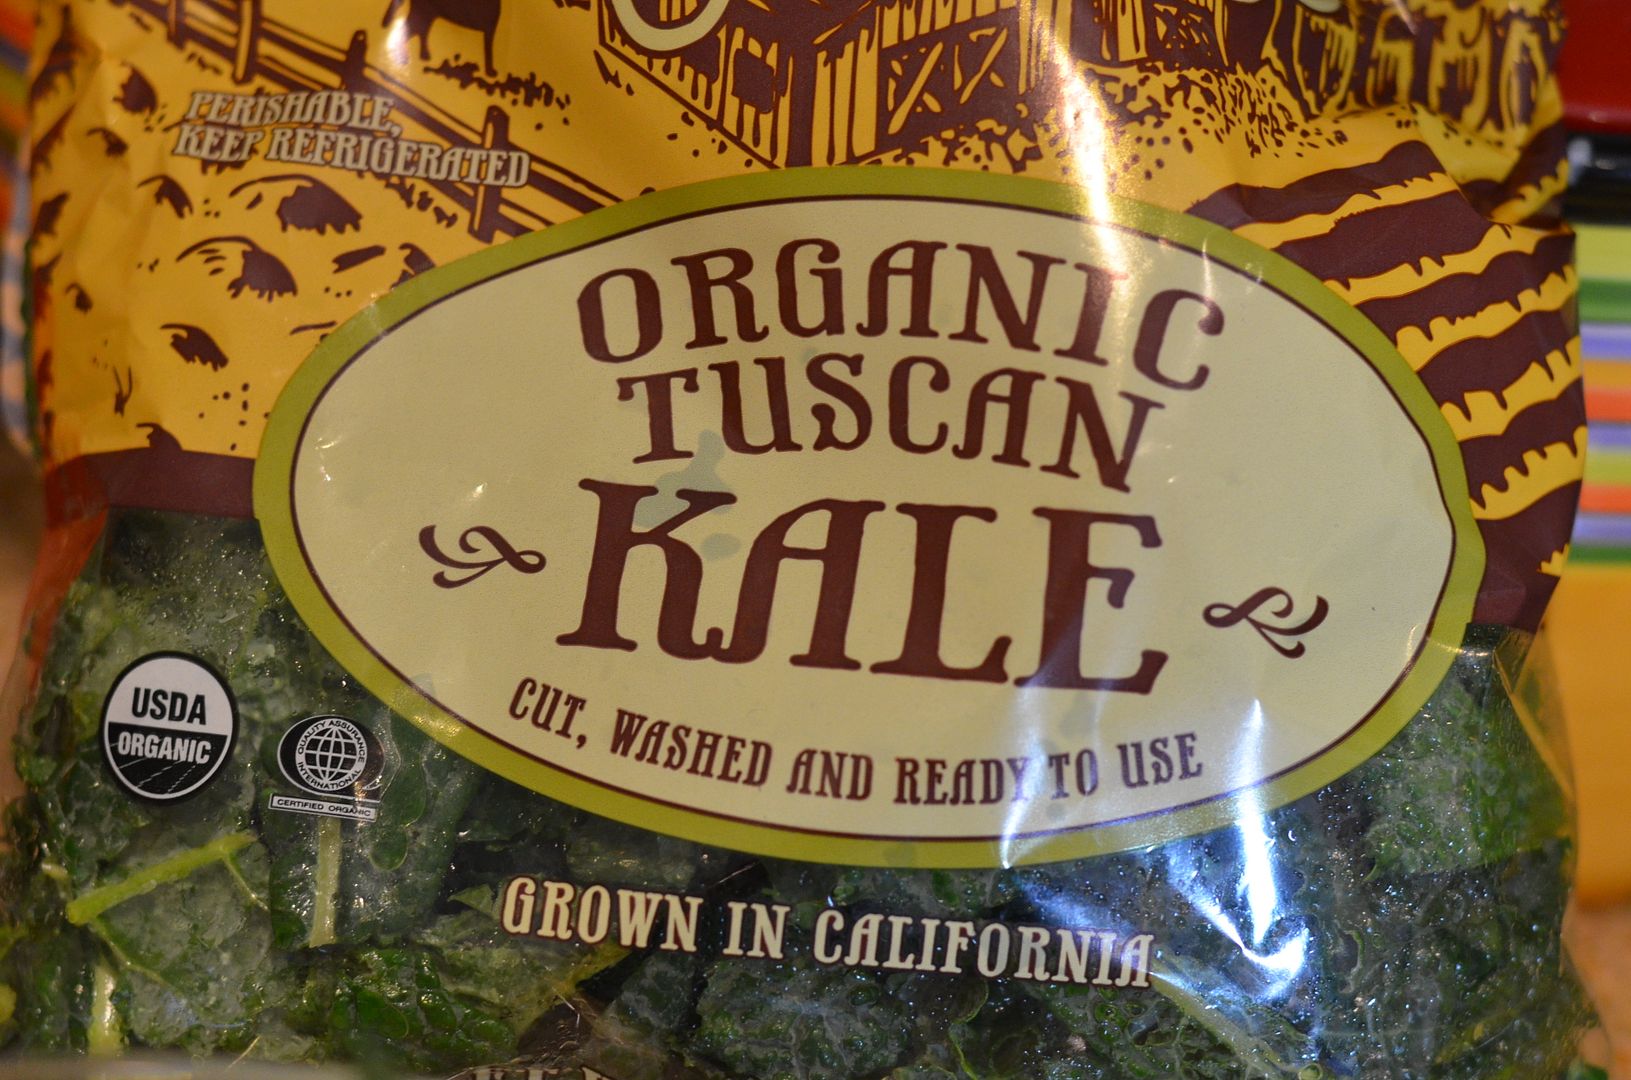 PERISHABLE,
KEEP REFRIGERATED
ORGANIC
TUSCAN
KALE
CUT, WASHED AND READY TO USE
USDA
ORGANIC
QUALITY ASSURANCE
INTERNATIONAL
CERTIFIED ORGANIC
GROWN IN CALIFORNIA